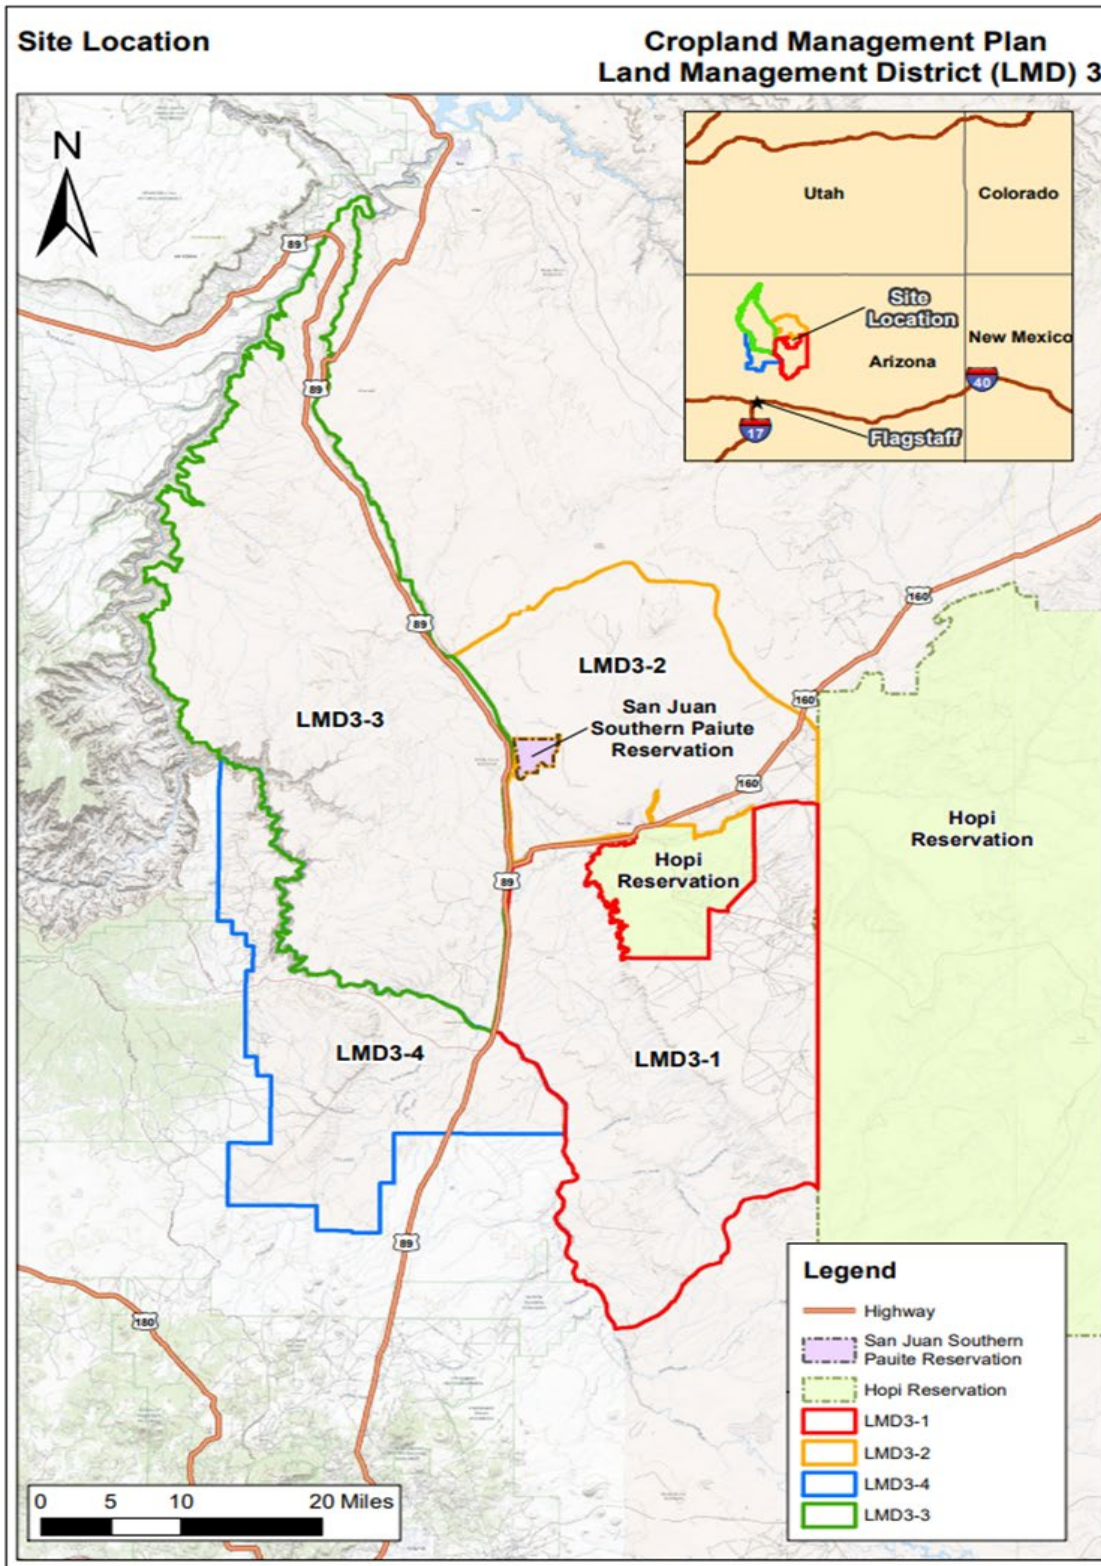 Site Location
Cropland Management Plan
Land Management District (LMD) 3
N
Utah
Colorado
Site
Location
New Mexico
Arizona
40
Flagstaff
17
89
89
89
160
LMD3-2
San Juan
Southern Paiute
Reservation
LMD3-3
160
160
Hopi
Reservation
Hopi
Reservation
89
LMD3-4
LMD3-1
89
180
Legend
Highway
San Juan Southern
Pauite Reservation
Hopi Reservation
LMD3-1
LMD3-2
LMD3-4
LMD3-3
0 5 10 20 Miles